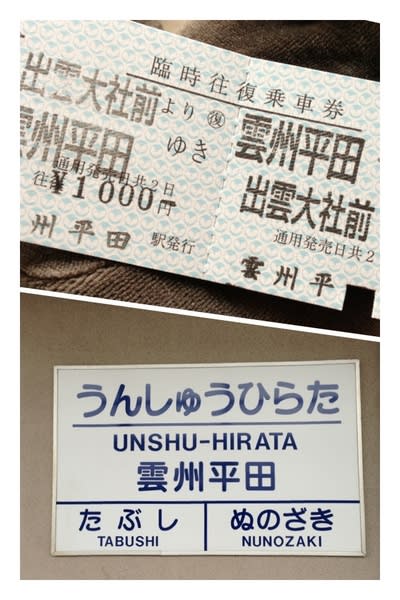 臨時往復乗車券
出雲大社前より 復
雲州平田 ゆき
通用発売日共2日
往復 ¥1000円
州平田 駅発行
雲州平田
出雲大社前
通用発売日共2
雲州平
うんしゅうひらた
UNSHU-HIRATA
雲州平田
たぶし
TABUSHI
ぬのざき
NUNOZAKI